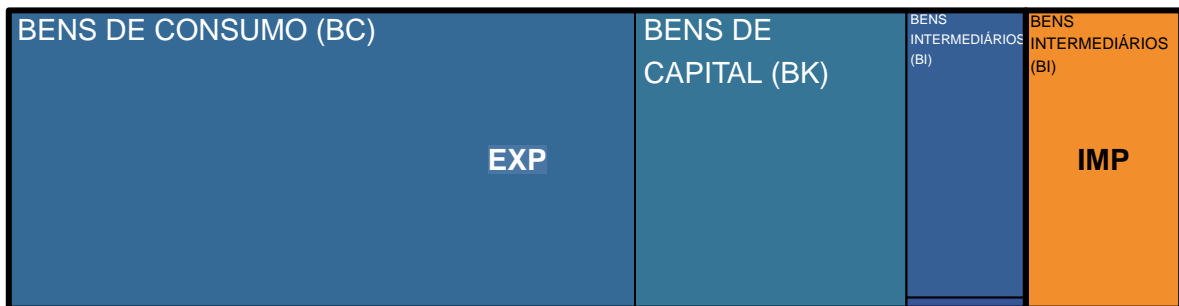 BENS DE CONSUMO (BC)
BENS DE
CAPITAL (BK)
BENS
INTERMEDIÁRIOS
(BI)
BENS
INTERMEDIÁRIOS
(BI)
EXP
IMP